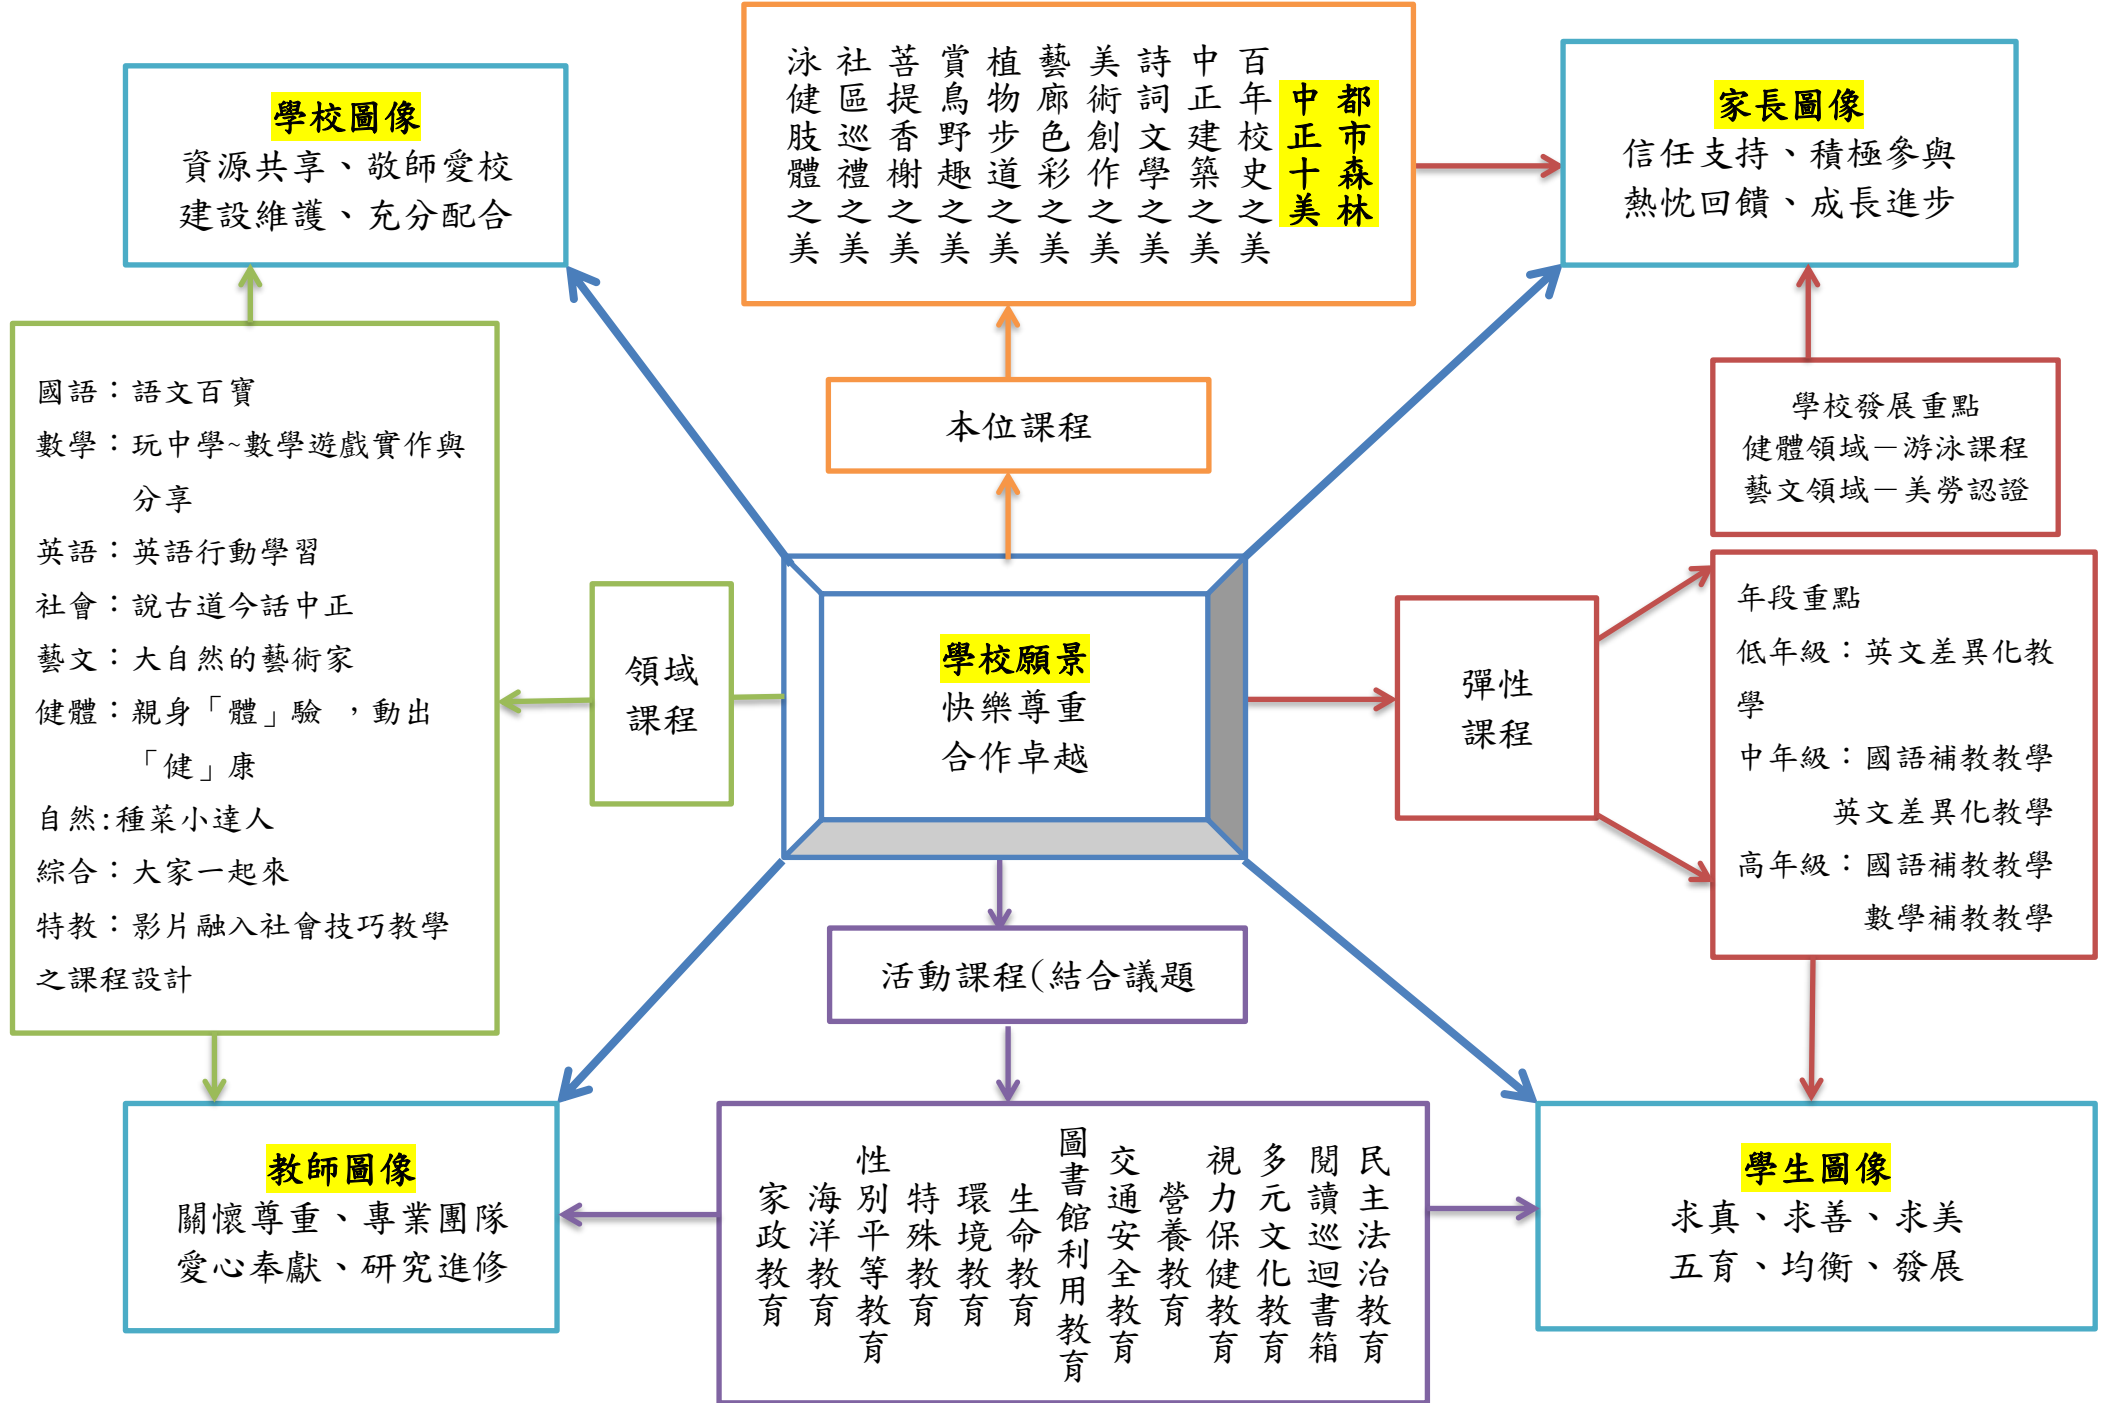 學校圖像
資源共享、敬師愛校
建設維護、充分配合
都市森林
中正十美
百年校史之美
中正建築之美
詩詞文學之美
美術創作之美
藝廊色彩之美
植物步道之美
賞鳥野趣之美
菩提香榭之美
社區巡禮之美
泳健肢體之美
家長圖像
信任支持、積極參與
熱忱回饋、成長進步
本位課程
學校發展重點
健體領域－游泳課程
藝文領域－美勞認證
國語：語文百寶
數學：玩中學~數學遊戲實作與
分享
英語：英語行動學習
社會：說古道今話中正
藝文：大自然的藝術家
健體：親身「體」驗 ，動出
「健」康
自然:種菜小達人
綜合：大家一起來
特教：影片融入社會技巧教學
之課程設計
領域
課程
學校願景
快樂尊重
合作卓越
彈性
課程
年段重點
低年級：英文差異化教
學
中年級：國語補教教學
英文差異化教學
高年級：國語補教教學
數學補教教學
活動課程(結合議題
教師圖像
關懷尊重、專業團隊
愛心奉獻、研究進修
民主法治教育
閱讀巡迴書箱
多元文化教育
視力保健教育
營養教育
交通安全教育
圖書館利用教育
生命教育
環境教育
特殊教育
性別平等教育
海洋教育
家政教育
學生圖像
求真、求善、求美
五育、均衡、發展